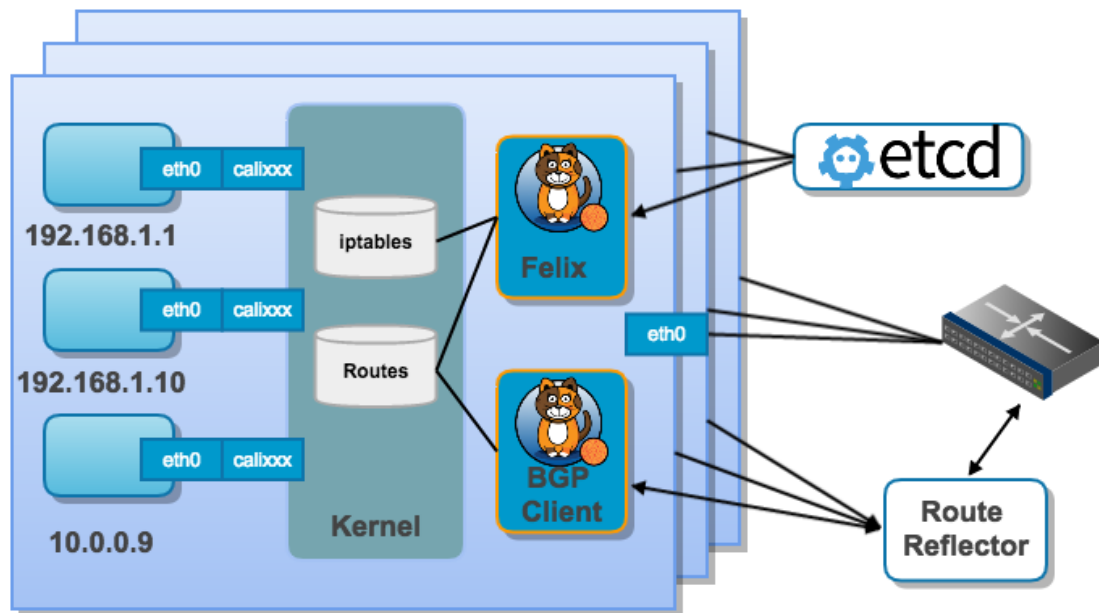 eth0
calixxx
192.168.1.1
eth0
calixxx
192.168.1.10
eth0
calixxx
10.0.0.9
iptables
Routes
Kernel
Felix
eth0
BGP
Client
etcd
Route
Reflector